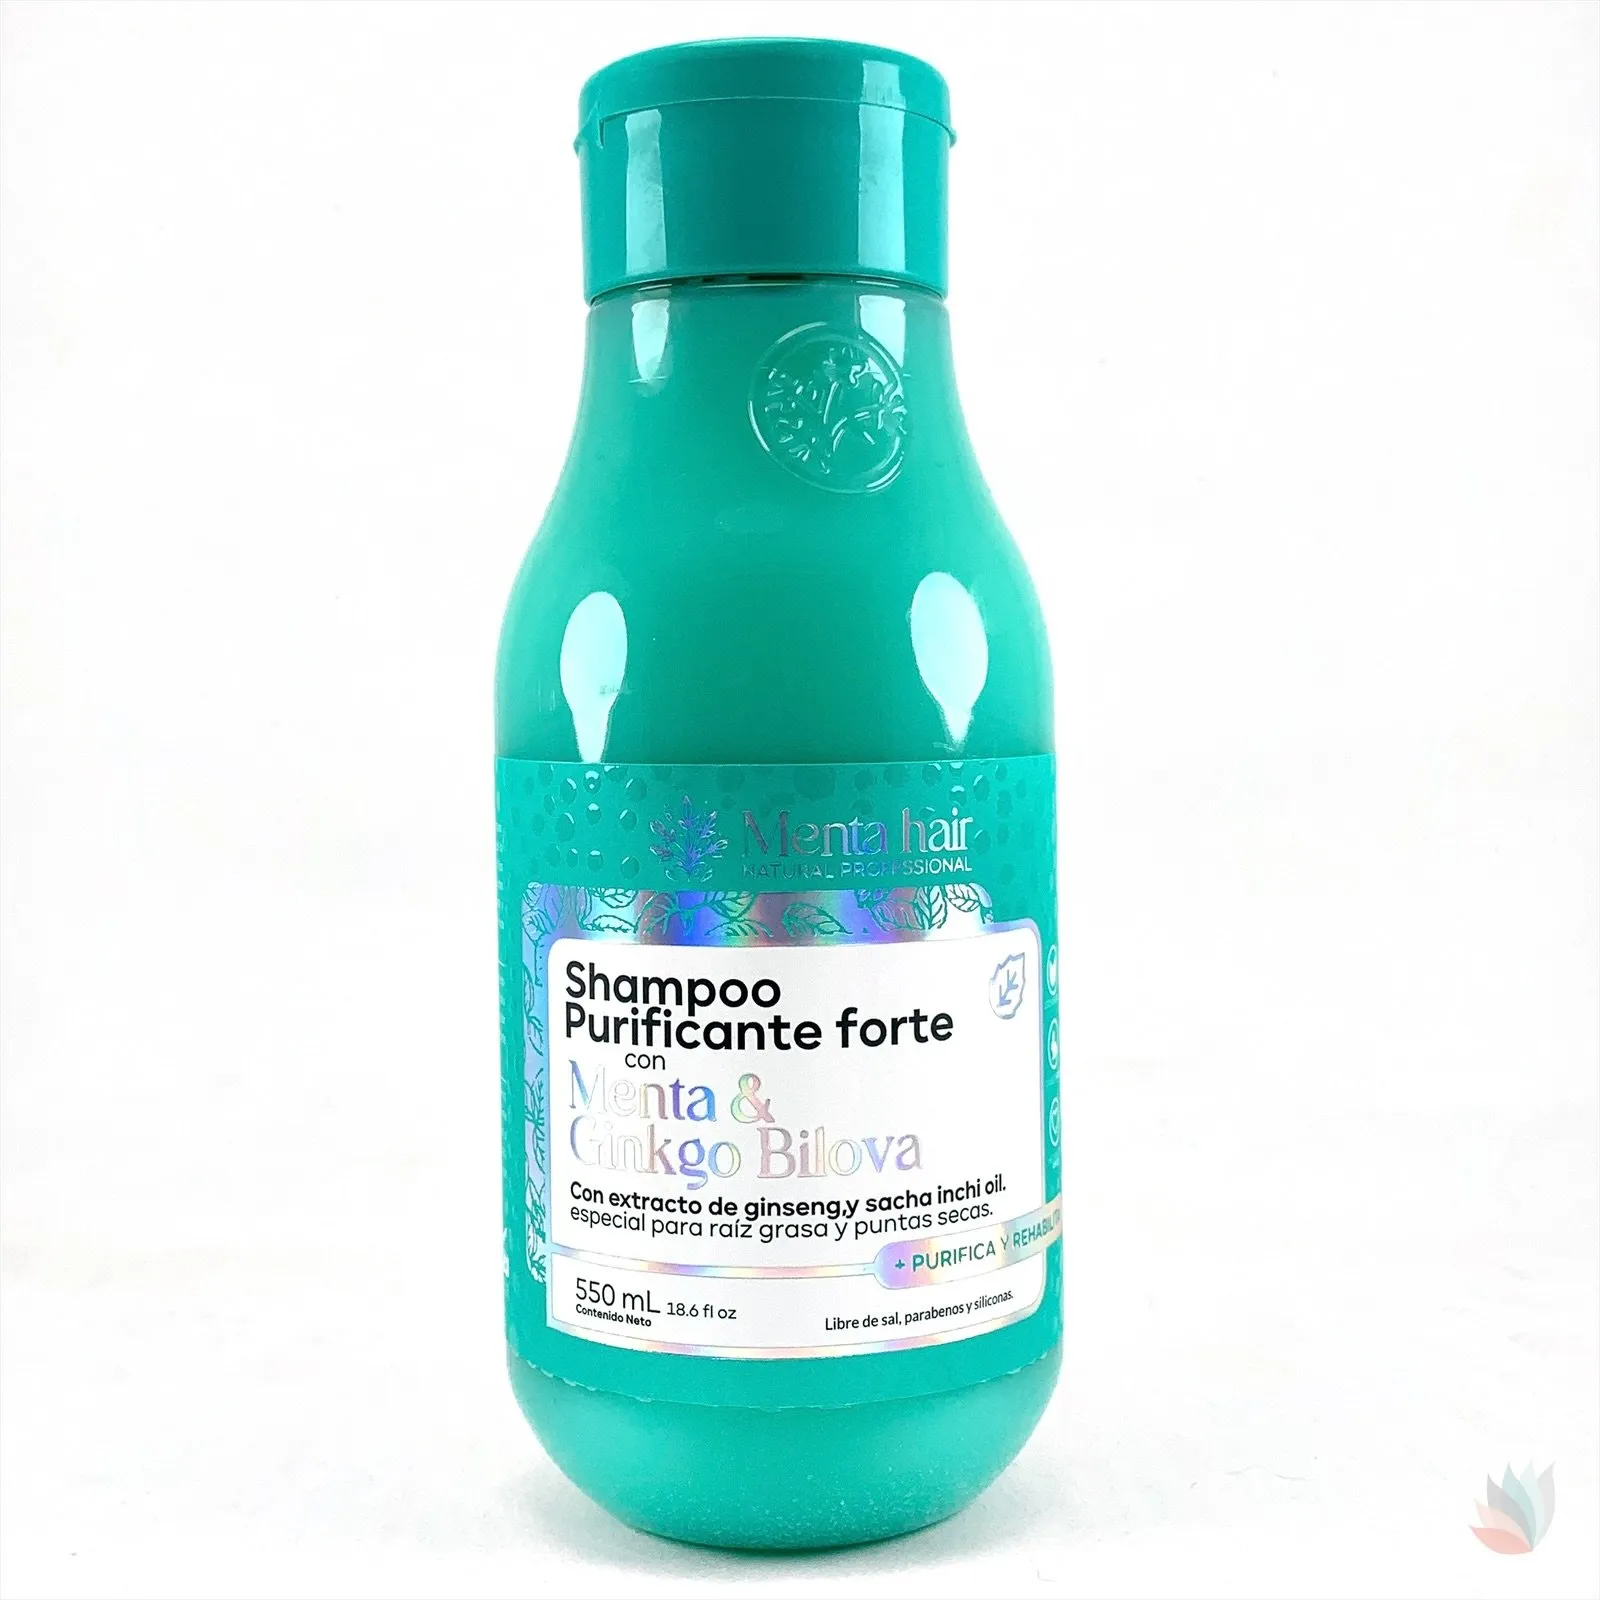 Menta hair
NATURAL PROFESSIONAL
Shampoo
Purificante forte
con
Menta &
Ginkgo Bilova
Con extracto de ginseng,y sacha inchi oil.
especial para raíz grasa y puntas secas.
+ PURIFICA Y
550 mL 18.6 fl oz
Contenido Neto
Libre de sal, parabenos y siliconas.